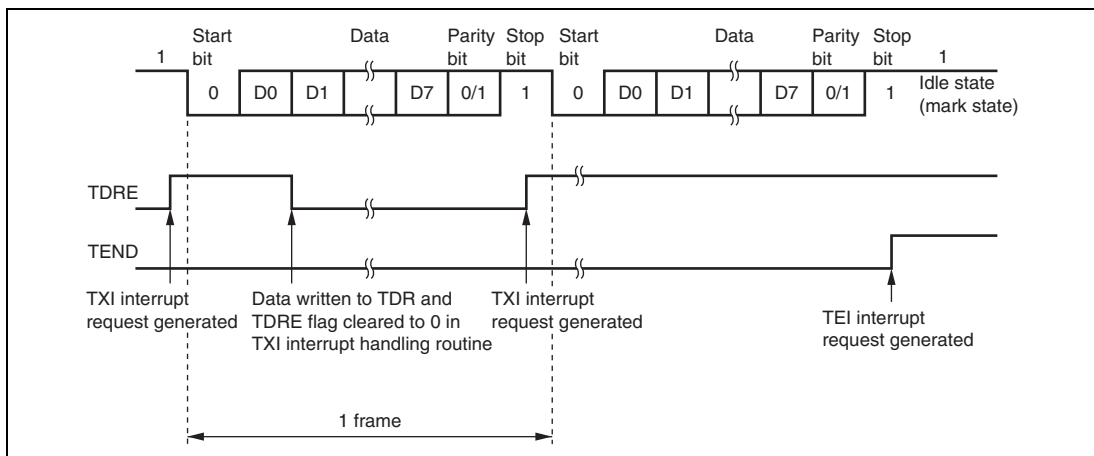 1
Start bit
Data
Parity bit
Stop bit
Start bit
Data
Parity bit
Stop bit
1
0
D0
D1
D7
0/1
1
0
D0
D1
D7
0/1
1
Idle state
(mark state)
TDRE
TEND
TXI interrupt
request generated
Data written to TDR and
TDRE flag cleared to 0 in
TXI interrupt handling routine
TXI interrupt
request generated
TEI interrupt
request generated
1 frame